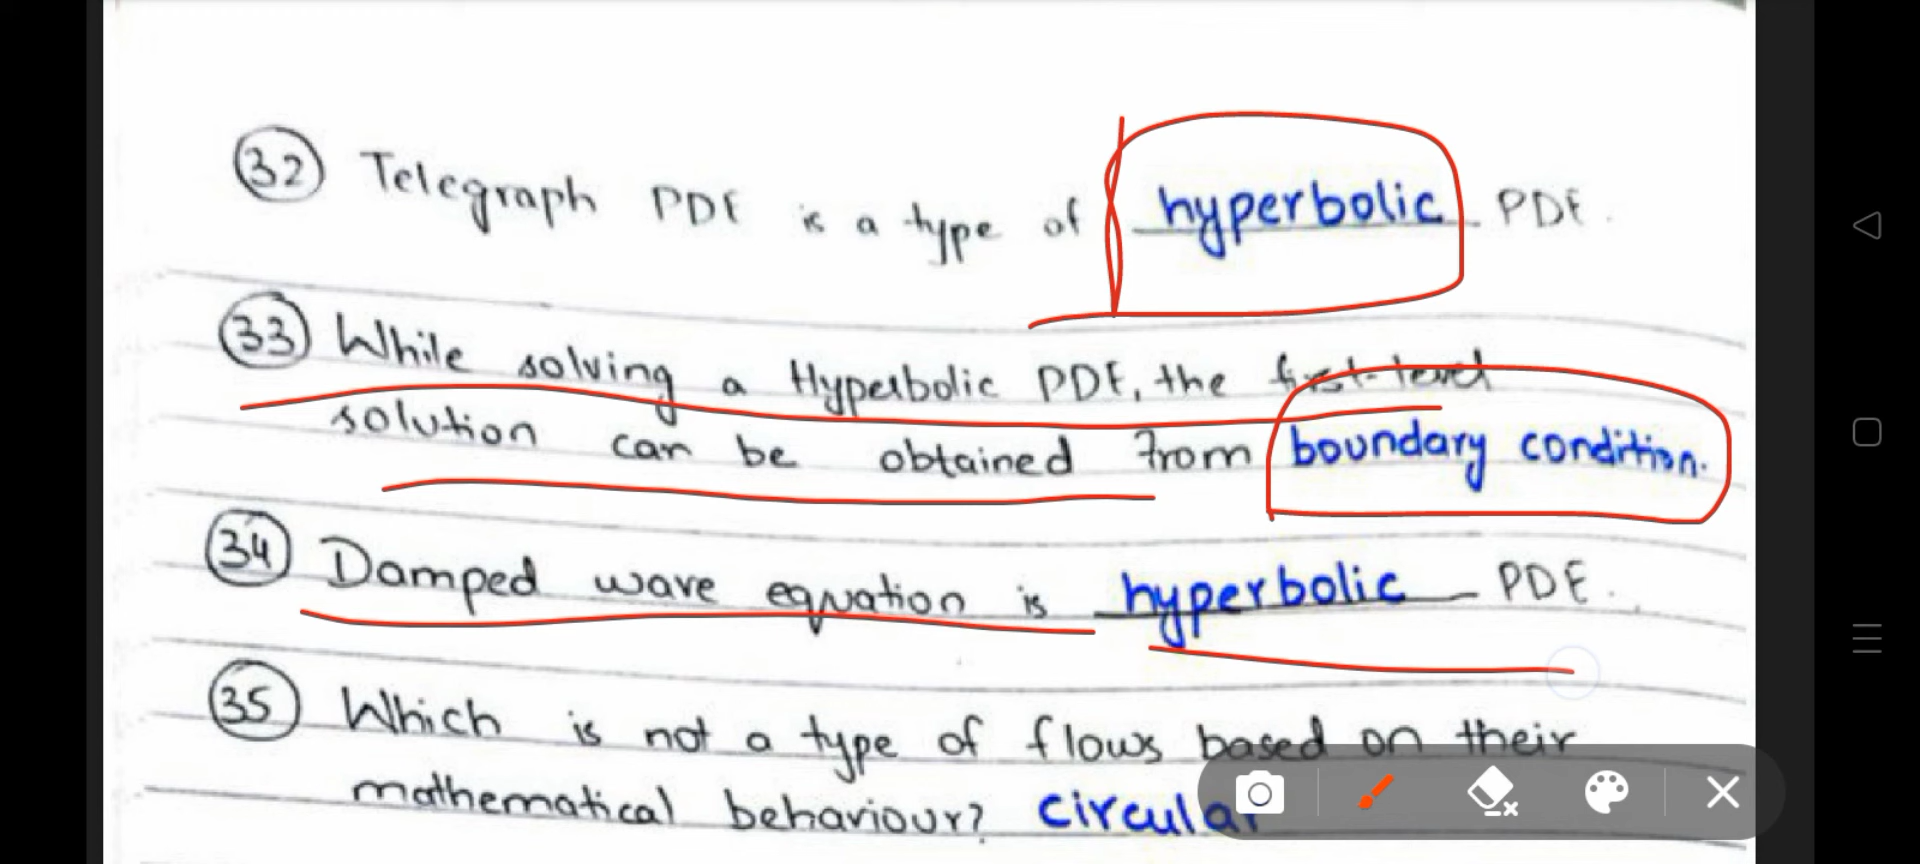 32 Telegraph PDE is a type of hyperbolic PDE.
33 While solving a Hyperbolic PDE, the first-level
solution can be obtained from boundary condition.
34 Damped wave equation is hyperbolic PDE.
35 Which is not a type of flows based on their
mathematical behaviour? circular